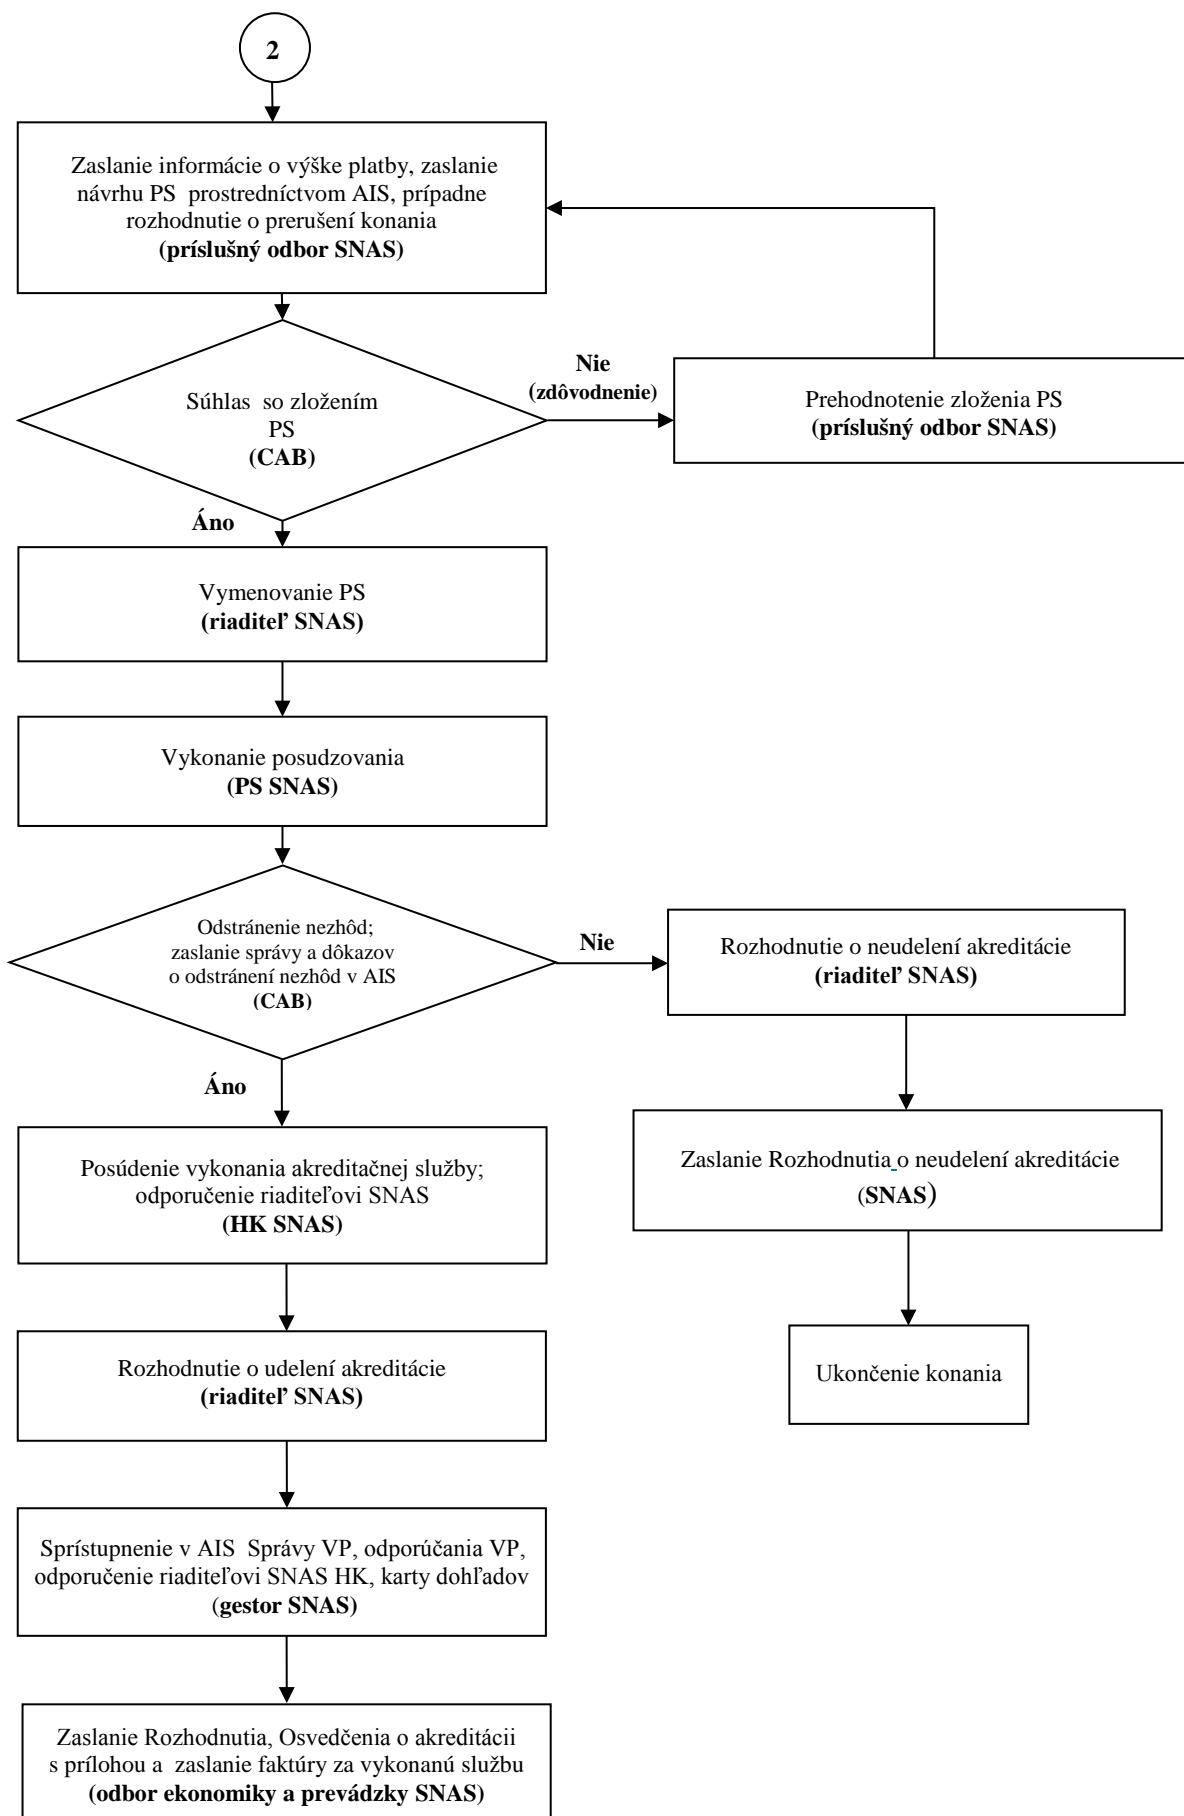 2
Zaslanie informácie o výške platby, zaslanie
návrhu PS prostredníctvom AIS, prípadne
rozhodnutie o prerušení konania
(príslušný odbor SNAS)
Súhlas so zložením
PS
(CAB)
Nie
(zdôvodnenie)
Prehodnotenie zloženia PS
(príslušný odbor SNAS)
Áno
Vymenovanie PS
(riaditeľ SNAS)
Vykonanie posudzovania
(PS SNAS)
Odstránenie nezhôd;
zaslanie správy a dôkazov
o odstránení nezhôd v AIS
(CAB)
Nie
Rozhodnutie o neudelení akreditácie
(riaditeľ SNAS)
Áno
Zaslanie Rozhodnutia o neudelení akreditácie
(SNAS)
Posúdenie vykonania akreditačnej služby;
odporučenie riaditeľovi SNAS
(HK SNAS)
Rozhodnutie o udelení akreditácie
(riaditeľ SNAS)
Ukončenie konania
Sprístupnenie v AIS Správy VP, odporúčania VP,
odporučenie riaditeľovi SNAS HK, karty dohľadov
(gestor SNAS)
Zaslanie Rozhodnutia, Osvedčenia o akreditácii
s prílohou a zaslanie faktúry za vykonanú službu
(odbor ekonomiky a prevádzky SNAS)